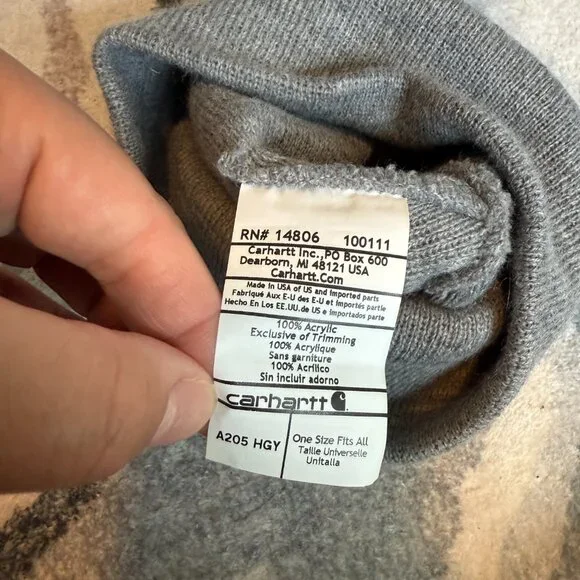 RN# 14806 100111
Carhartt Inc.,PO Box 600
Dearborn, MI 48121 USA
Carhartt.Com
Made in USA of US and Imported parts
Fabriqué Aux E-U des E-U et Importés partie
Hecho En Los EE.UU.de us e importados parte
100% Acrylic
Exclusive of Trimming
100% Acrylique
Sans garniture
100% Acrílico
Sin incluir adorno
carhartt
A205 HGY
One Size Fits All
Taille Universelle
Unitalla